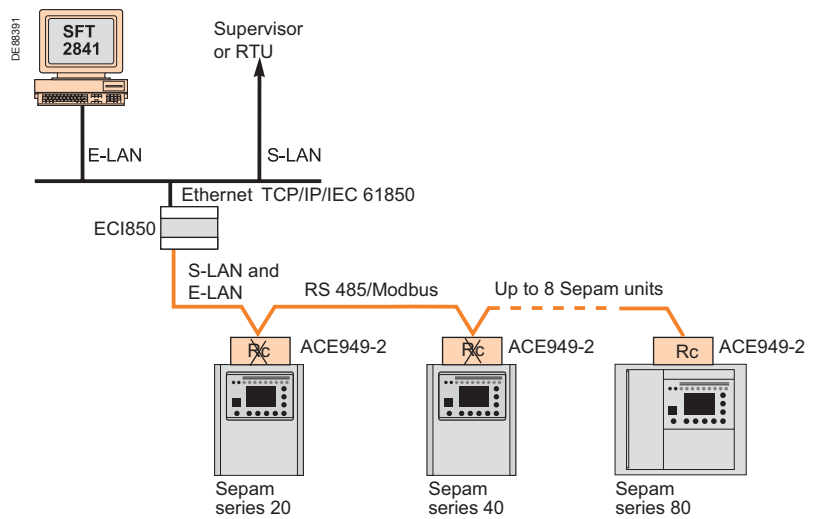 DE88391
SFT
2841
Supervisor
or RTU
E-LAN
S-LAN
Ethernet TCP/IP/IEC 61850
ECI850
S-LAN and
E-LAN
RS 485/Modbus
Up to 8 Sepam units
Rc
ACE949-2
Rc
ACE949-2
Rc
ACE949-2
Sepam
series 20
Sepam
series 40
Sepam
series 80